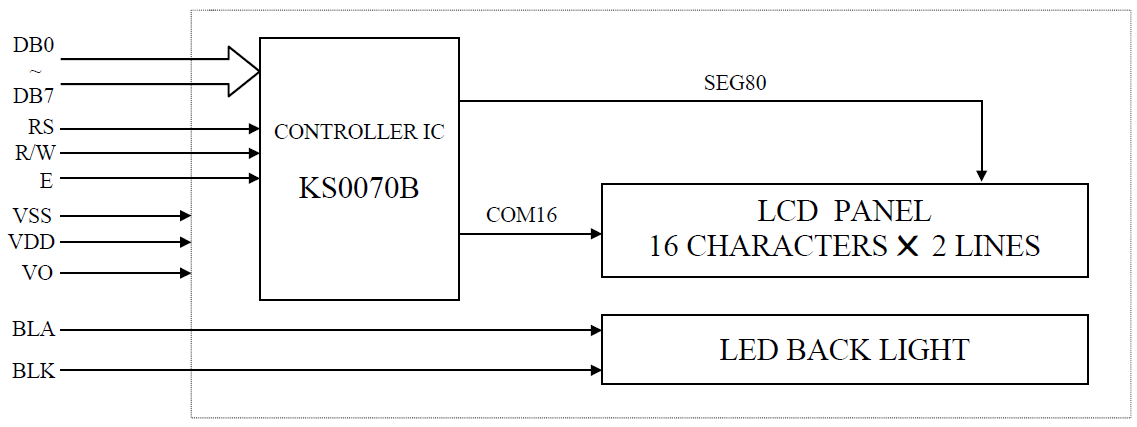 DB0
~
DB7
RS
R/W
E
VSS
VDD
VO
BLA
BLK
CONTROLLER IC
KS0070B
SEG80
COM16
LCD PANEL
16 CHARACTERS X 2 LINES
LED BACK LIGHT